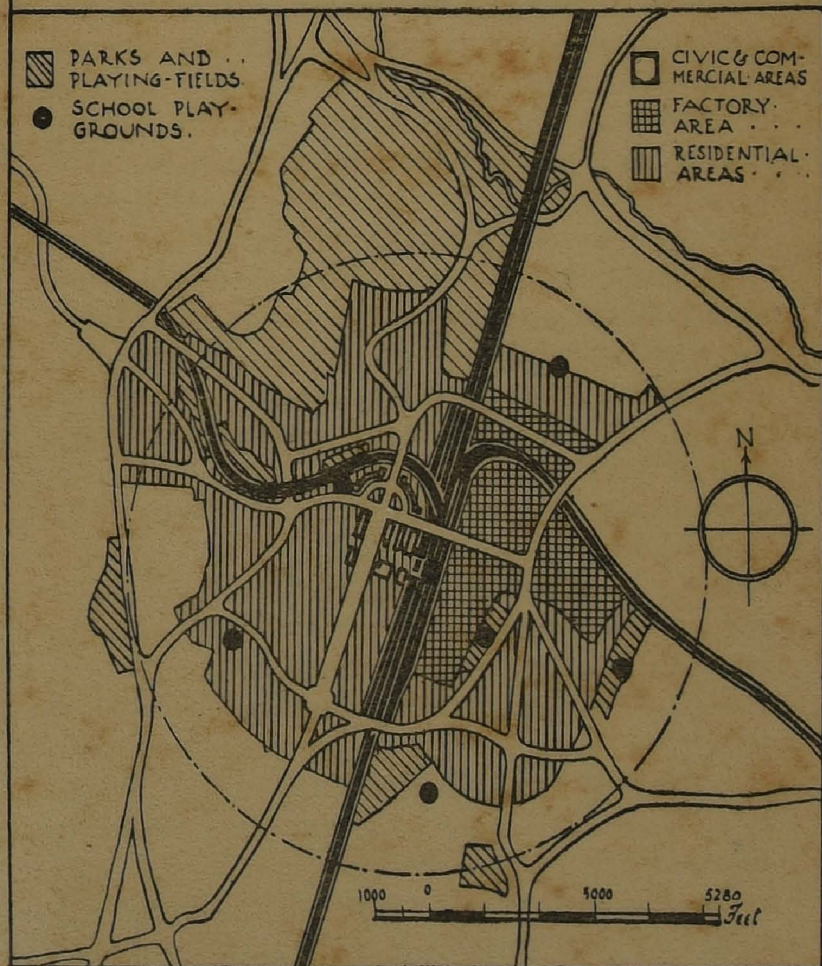 PARKS AND . .
PLAYING-FIELDS
SCHOOL PLAY-
GROUNDS.
CIVIC & COM-
MERCIAL AREAS
FACTORY .
AREA . . .
RESIDENTIAL .
AREAS . . .
N
1000 0 5000 5280
Feet